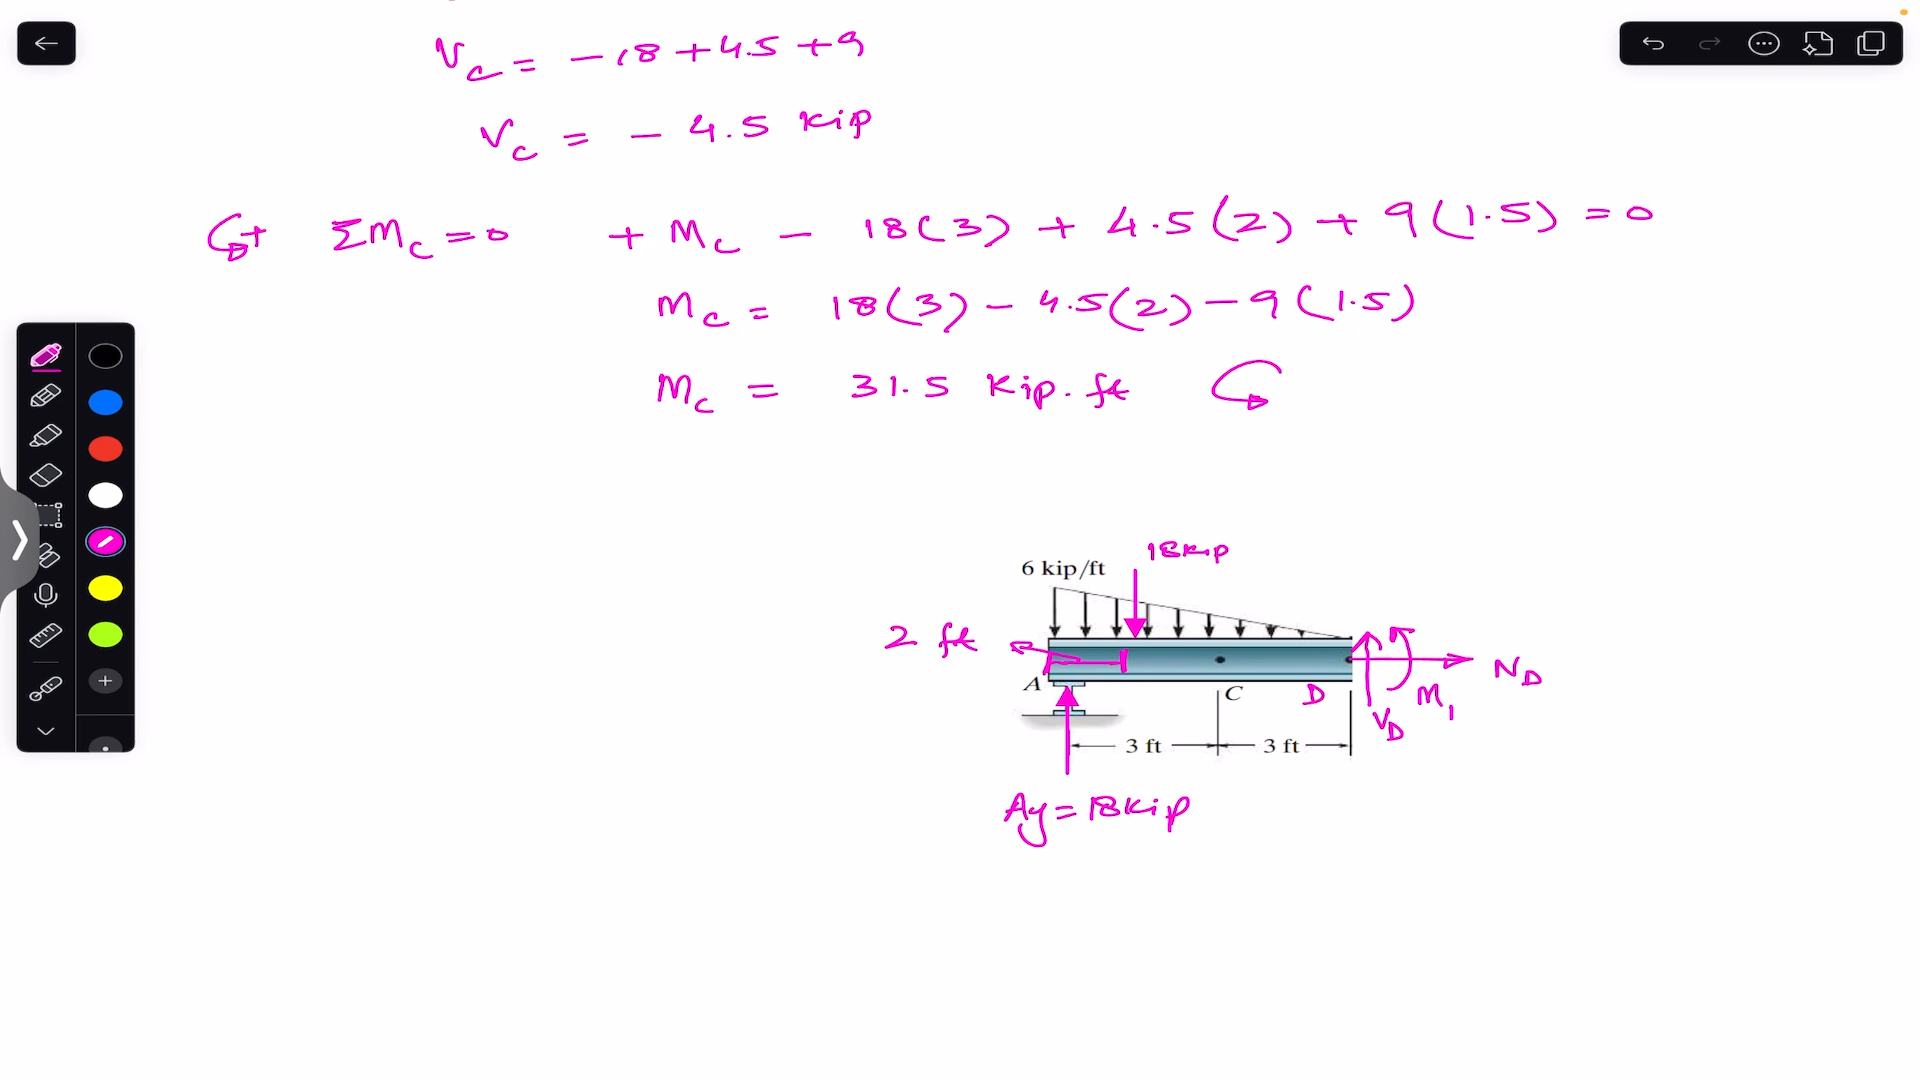 Vc = - 18 + 4.5 + 9
Vc = - 4.5 kip
+ ΣMc = 0 + Mc - 18(3) + 4.5(2) + 9(1.5) = 0
Mc = 18(3) - 4.5(2) - 9(1.5)
Mc = 31.5 kip.ft
18kip
6 kip/ft
2 ft
A
C
D
VD
M1
ND
3 ft
3 ft
Ay = 18kip